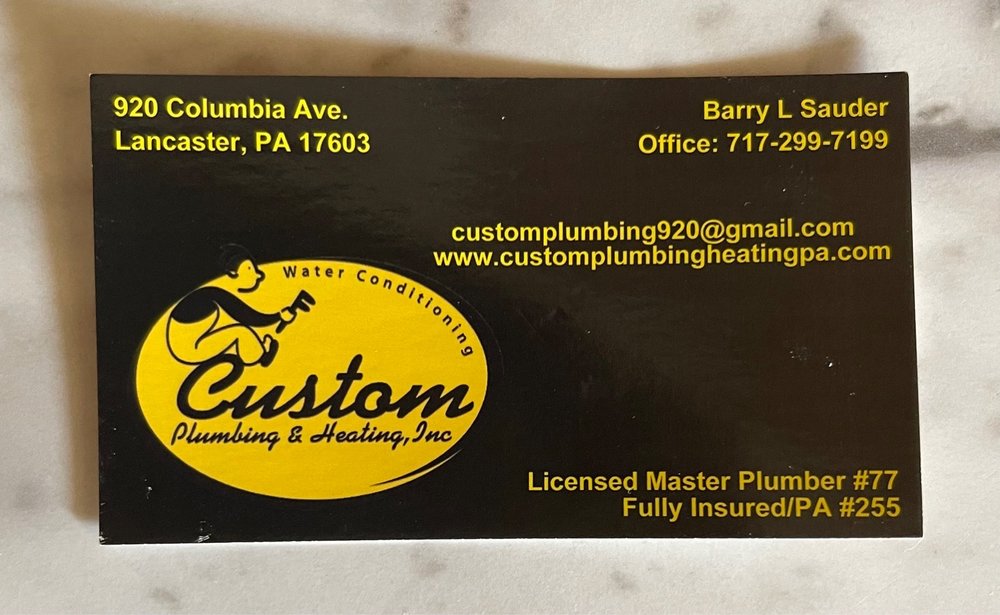 920 Columbia Ave.
Lancaster, PA 17603
Barry L Sauder
Office: 717-299-7199
customplumbing920@gmail.com
www.customplumbingheatingpa.com
Water Conditioning
Custom
Plumbing & Heating, Inc
Licensed Master Plumber #77
Fully Insured/PA #255